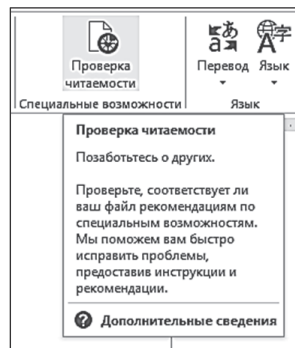 Проверка
читаемости
Перевод Язык
Специальные возможности
Язык
Проверка читаемости
Позаботьтесь о других.
Проверьте, соответствует ли
ваш файл рекомендациям по
специальным возможностям.
Мы поможем вам быстро
исправить проблемы,
предоставив инструкции и
рекомендации.
Дополнительные сведения